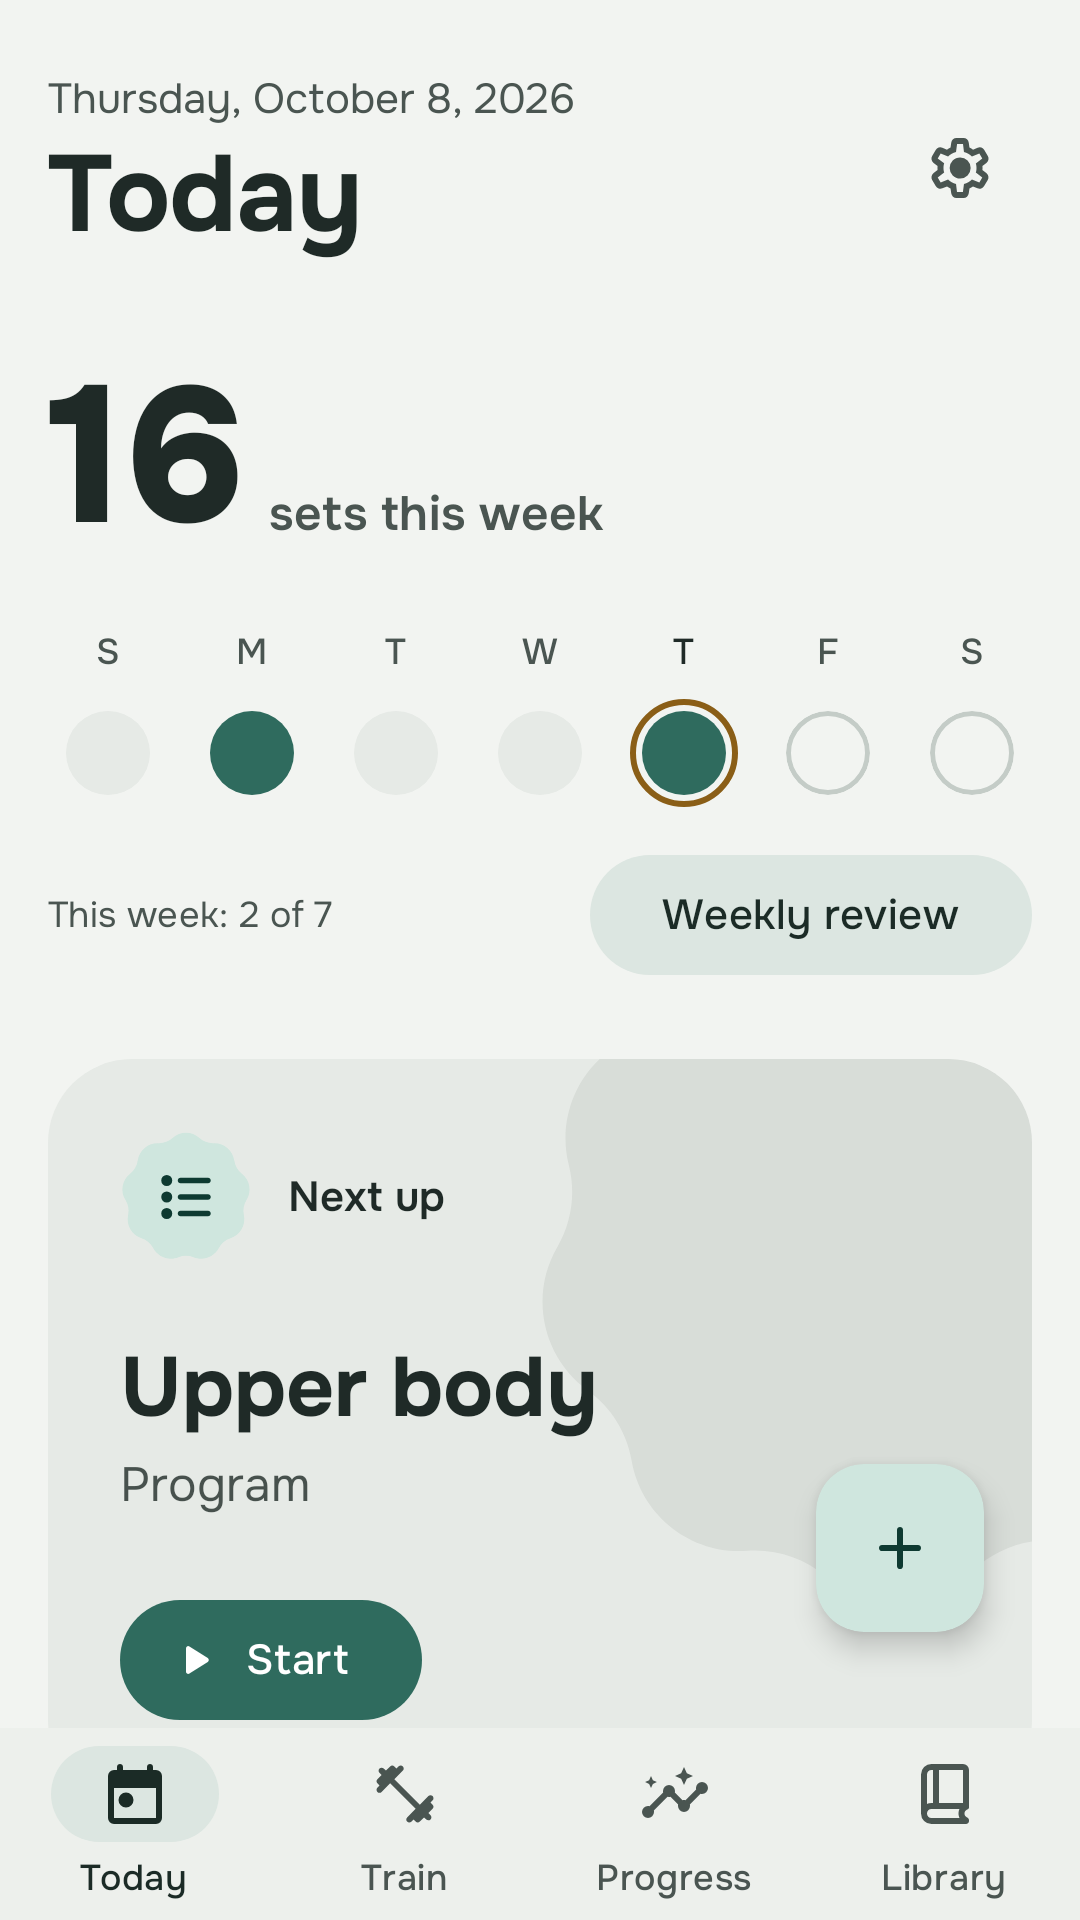 Thursday, October 8, 2026
Today
16 sets this week
S M T W T F S
This week: 2 of 7
Weekly review
Next up
Upper body
Program
Start
Today Train Progress Library